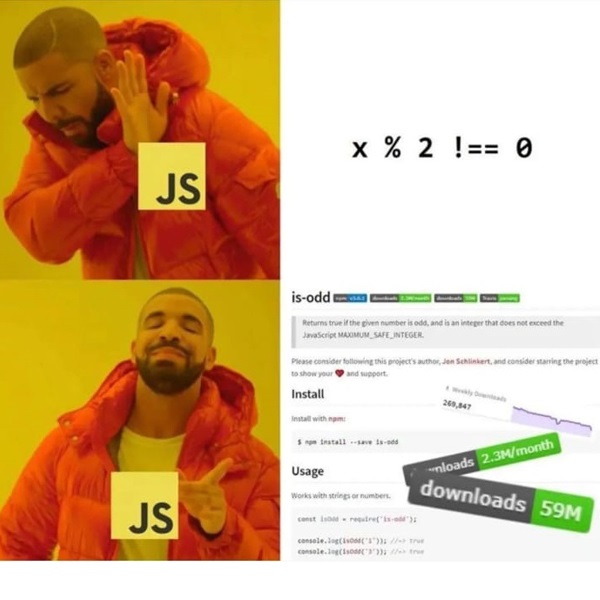 JS
x % 2 !== 0
JS
is-odd
Returns true if the given number is odd, and is an integer that does not exceed the
JavaScript MAXIMUM_SAFE_INTEGER.
Please consider following this project's author, Jon Schlinkert, and consider starring the project
to show your ❤ and support.
Install
Weekly Downloads
269,847
Install with npm:
$ npm install --save is-odd
2.3M/month
Usage
downloads 59M
Works with strings or numbers.
const isOdd = require('is-odd');
console.log(isOdd('1')); //=> true
console.log(isOdd('3')); //=> true